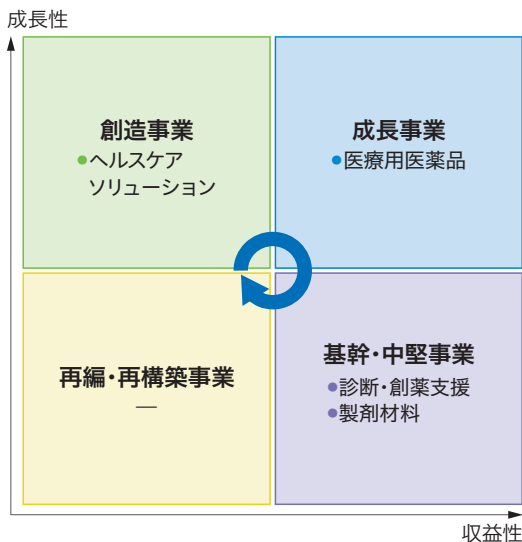 成長性
創造事業
●ヘルスケア
ソリューション
成長事業
●医療用医薬品
再編・再構築事業
―
基幹・中堅事業
●診断・創薬支援
●製剤材料
収益性